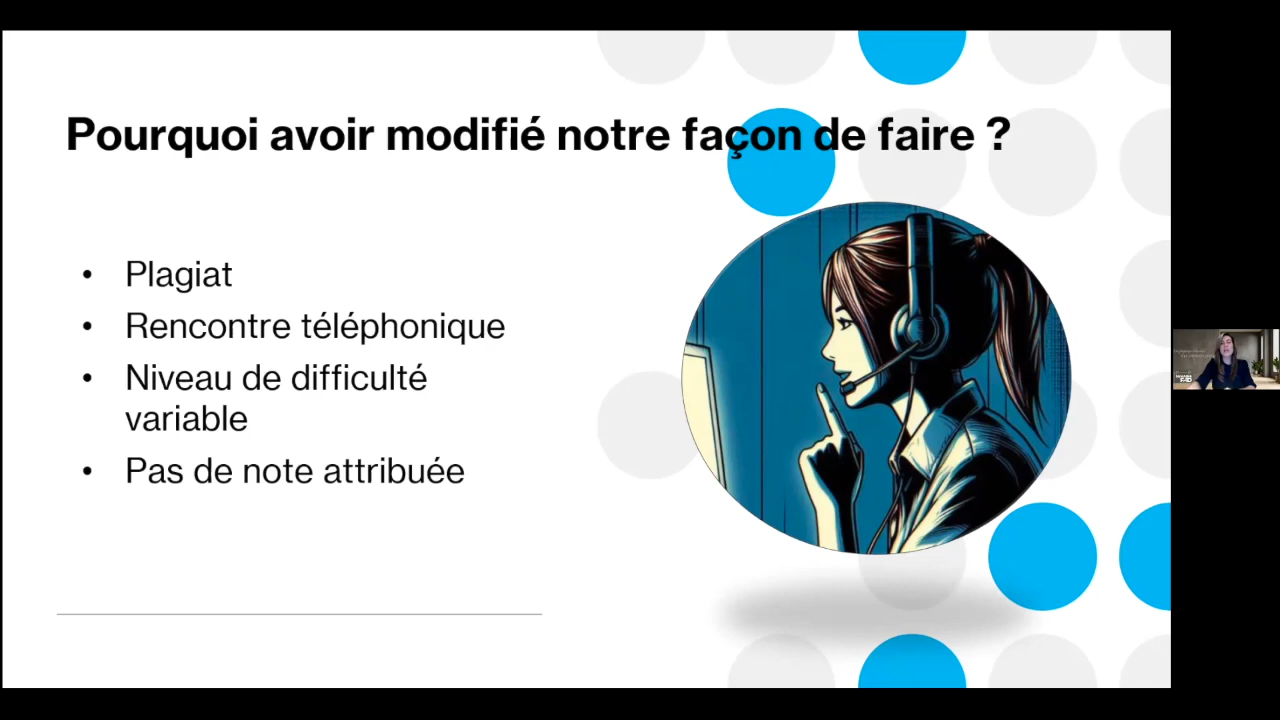 Pourquoi avoir modifié notre façon de faire ?
• Plagiat
• Rencontre téléphonique
• Niveau de difficulté
variable
• Pas de note attribuée